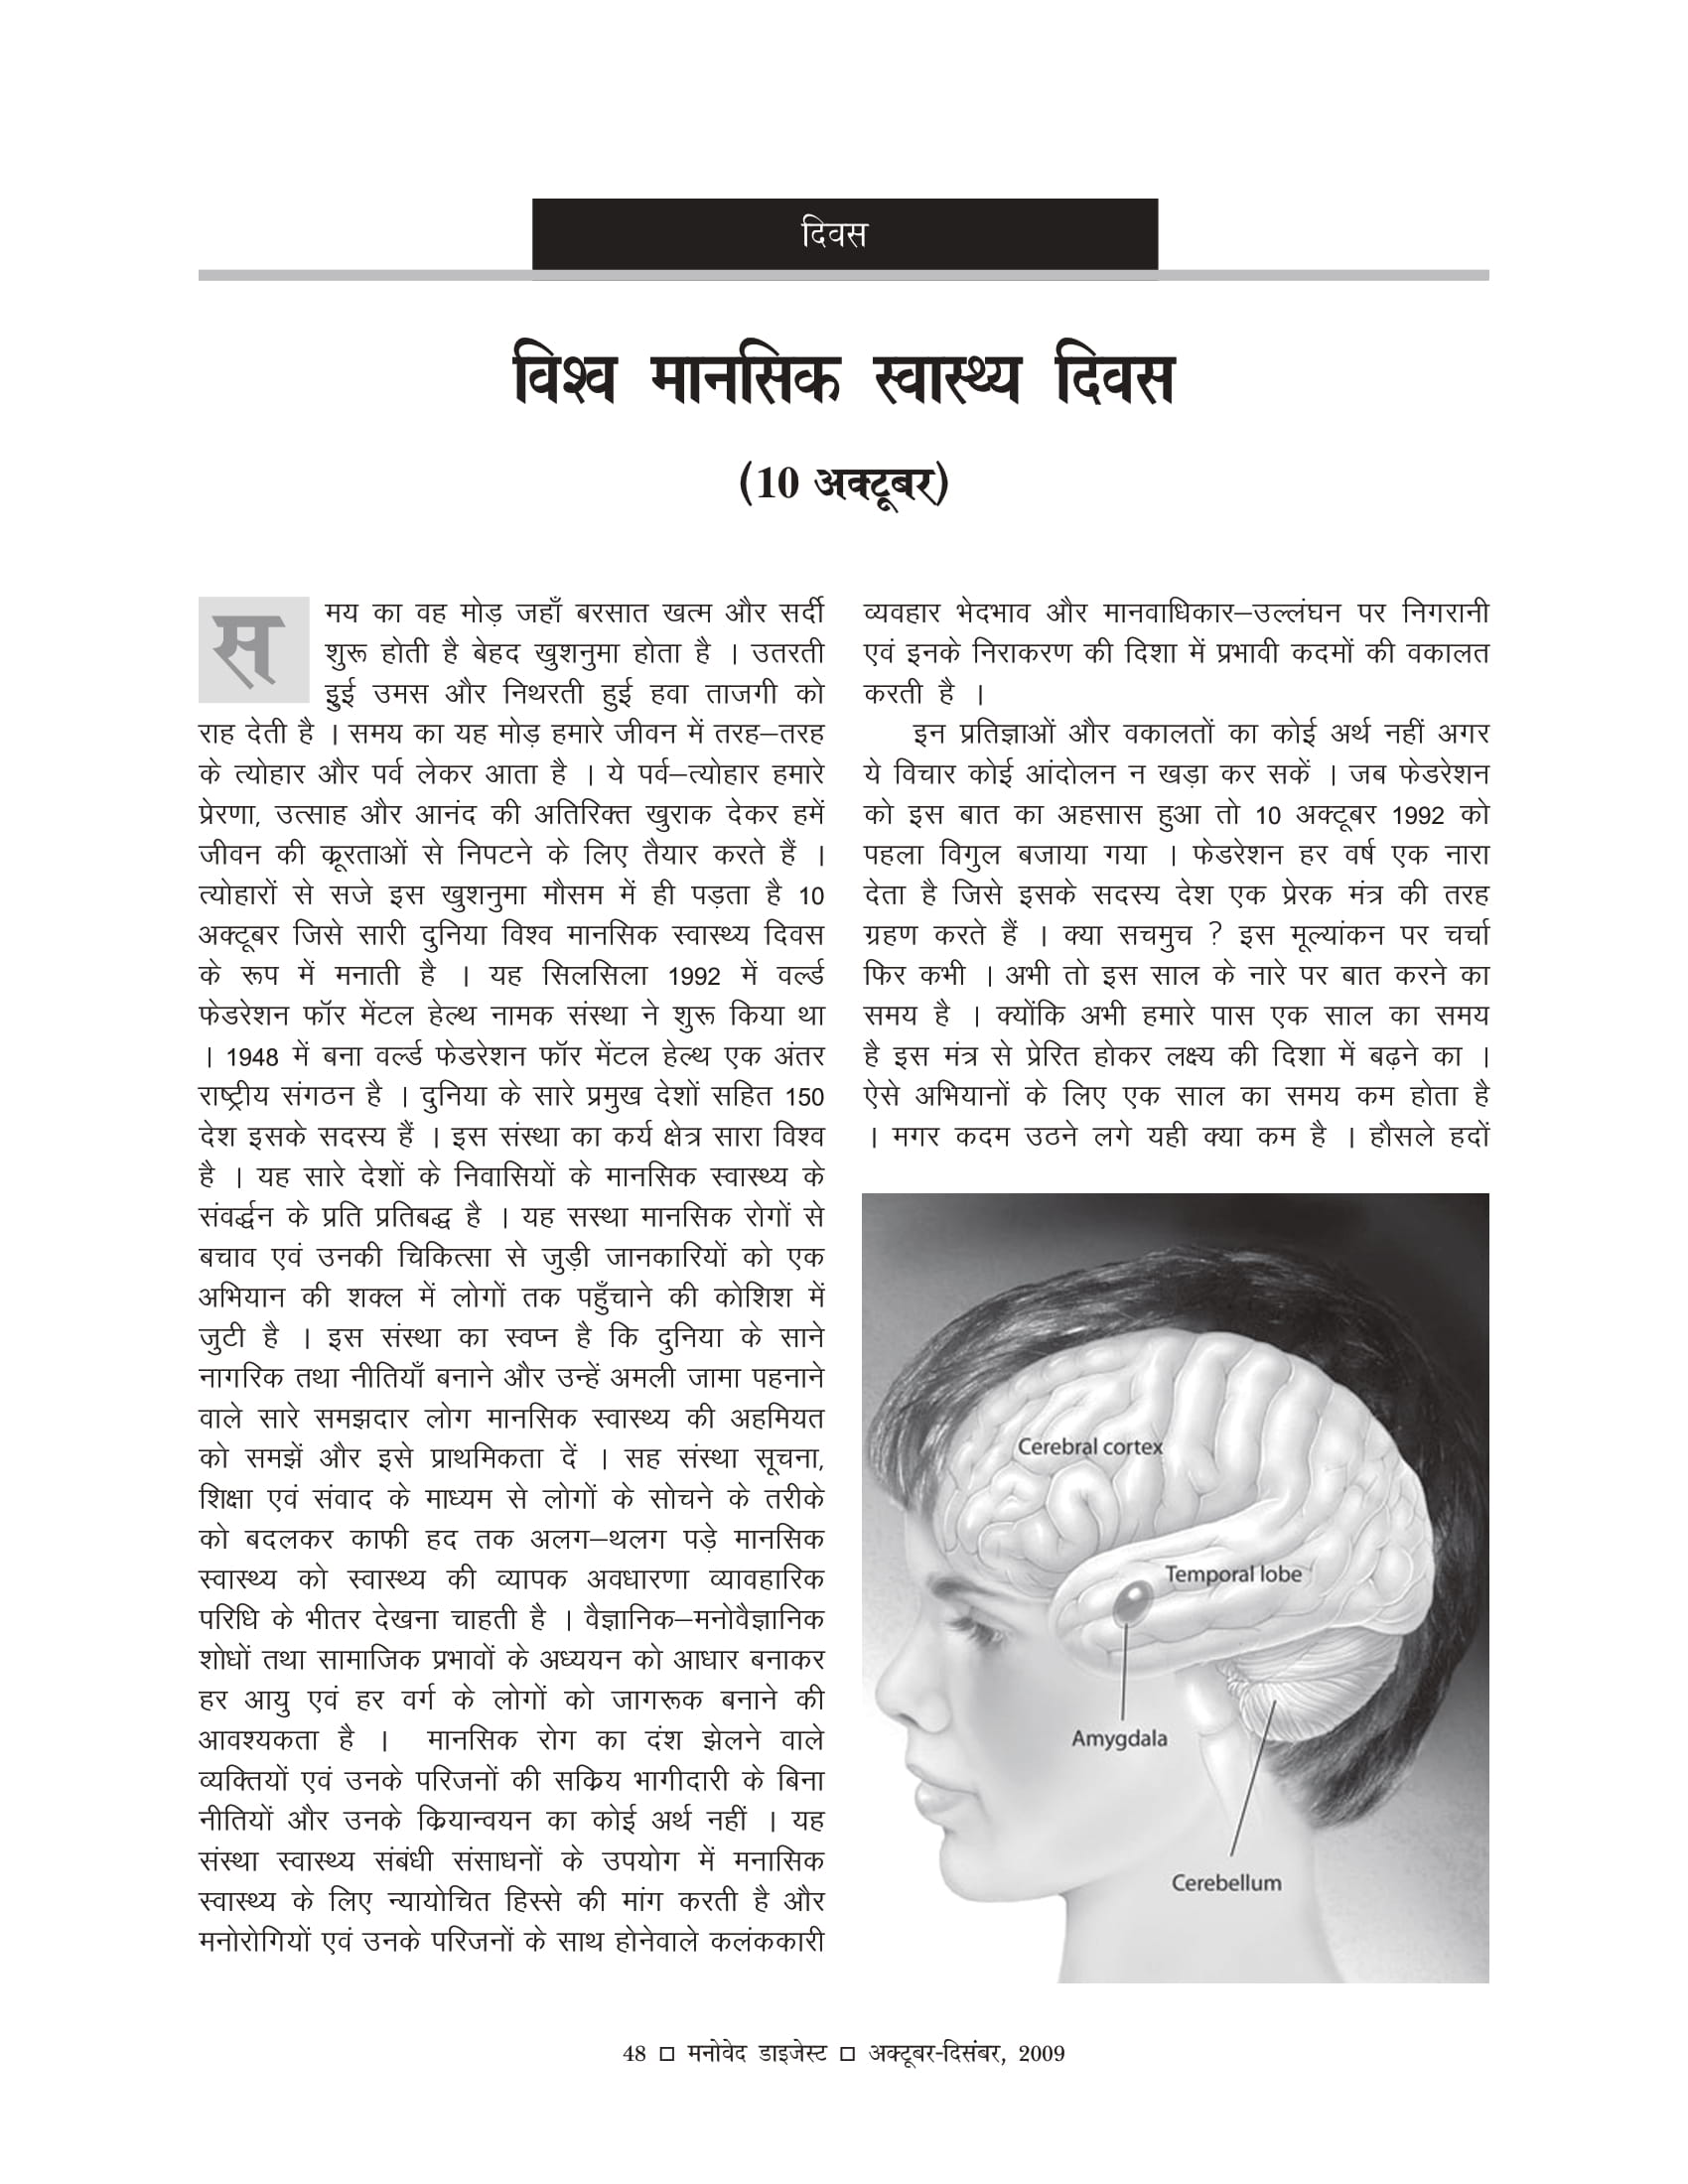 दिवस
विश्व मानसिक स्वास्थ्य दिवस
(10 अक्टूबर)
समय का वह मोड़ जहाँ बरसात खत्म और सर्दी
शुरू होती है बेहद खुशनुमा होता है । उतरती
हुुई उमस और निथरती हुई हवा ताजगी को
राह देती है । समय का यह मोड़ हमारे जीवन में तरह–तरह
के त्योहार और पर्व लेकर आता है । ये पर्व–त्योहार हमारे
प्रेरणा, उत्साह और आनंद की अतिरिक्त खुराक देकर हमें
जीवन की क्रूरताओं से निपटने के लिए तैयार करते हैं ।
त्योहारों से सजे इस खुशनुमा मौसम में ही पड़ता है 10
अक्टूबर जिसे सारी दुनिया विश्व मानसिक स्वास्थ्य दिवस
के रूप में मनाती है । यह सिलसिला 1992 में वर्ल्ड
फेडरेशन फॉर मेंटल हेल्थ नामक संस्था ने शुरू किया था
। 1948 में बना वर्ल्ड फेडरेशन फॉर मेंटल हेल्थ एक अंतर
राष्ट्रीय संगठन है । दुनिया के सारे प्रमुख देशों सहित 150
देश इसके सदस्य हैं । इस संस्था का कर्य क्षेत्र सारा विश्व
है । यह सारे देशों के निवासियों के मानसिक स्वास्थ्य के
संवर्द्धन के प्रति प्रतिबद्ध है । यह सस्था मानसिक रोगों से
बचाव एवं उनकी चिकित्सा से जुड़ी जानकारियों को एक
अभियान की शक्ल में लोगों तक पहुँचाने की कोशिश में
जुटी है । इस संस्था का स्वप्न है कि दुनिया के साने
नागरिक तथा नीतियाँ बनाने और उन्हें अमली जामा पहनाने
वाले सारे समझदार लोग मानसिक स्वास्थ्य की अहमियत
को समझें और इसे प्राथमिकता दें । सह संस्था सूचना,
शिक्षा एवं संवाद के माध्यम से लोगों के सोचने के तरीके
को बदलकर काफी हद तक अलग–थलग पड़े मानसिक
स्वास्थ्य को स्वास्थ्य की व्यापक अवधारणा व्यावहारिक
परिधि के भीतर देखना चाहती है । वैज्ञानिक–मनोवैज्ञानिक
शोधों तथा सामाजिक प्रभावों के अध्ययन को आधार बनाकर
हर आयु एवं हर वर्ग के लोगों को जागरूक बनाने की
आवश्यकता है । मानसिक रोग का दंश झेलने वाले
व्यक्तियों एवं उनके परिजनों की सक्रिय भागीदारी के बिना
नीतियों और उनके क्रियान्वयन का कोई अर्थ नहीं । यह
संस्था स्वास्थ्य संबंधी संसाधनों के उपयोग में मनासिक
स्वास्थ्य के लिए न्यायोचित हिस्से की मांग करती है और
मनोरोगियों एवं उनके परिजनों के साथ होनेवाले कलंककारी
व्यवहार भेदभाव और मानवाधिकार–उल्लंघन पर निगरानी
एवं इनके निराकरण की दिशा में प्रभावी कदमों की वकालत
करती है ।
इन प्रतिज्ञाओं और वकालतों का कोई अर्थ नहीं अगर
ये विचार कोई आंदोलन न खड़ा कर सकें । जब फेडरेशन
को इस बात का अहसास हुआ तो 10 अक्टूबर 1992 को
पहला विगुल बजाया गया । फेडरेशन हर वर्ष एक नारा
देता है जिसे इसके सदस्य देश एक प्रेरक मंत्र की तरह
ग्रहण करते हैं । क्या सचमुच ? इस मूल्यांकन पर चर्चा
फिर कभी । अभी तो इस साल के नारे पर बात करने का
समय है । क्योंकि अभी हमारे पास एक साल का समय
है इस मंत्र से प्रेरित होकर लक्ष्य की दिशा में बढ़ने का ।
ऐसे अभियानों के लिए एक साल का समय कम होता है
। मगर कदम उठने लगे यही क्या कम है । हौसले हदों
Cerebral cortex
Temporal lobe
Amygdala
Cerebellum
48 □ मनोवेद डाइजेस्ट □ अक्टूबर-दिसंबर, 2009